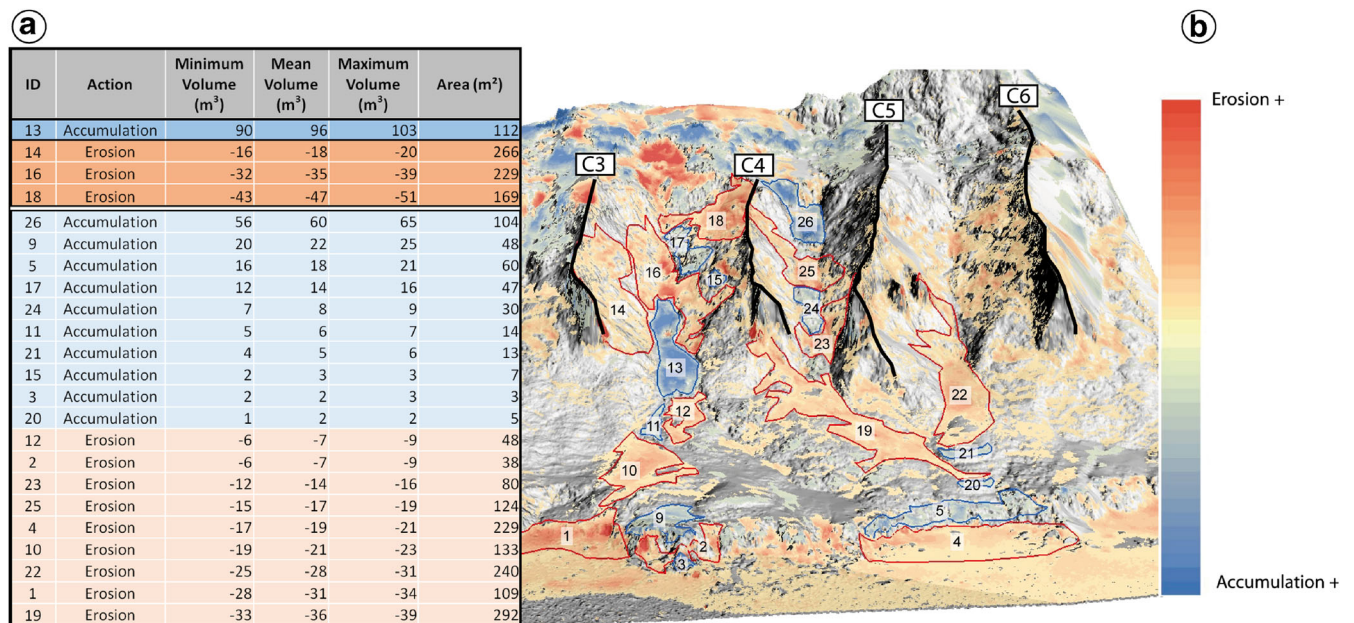 a
b
ID Action Minimum Volume (m³) Mean Volume (m³) Maximum Volume (m³) Area (m²)
13 Accumulation 90 96 103 112
14 Erosion -16 -18 -20 266
16 Erosion -32 -35 -39 229
18 Erosion -43 -47 -51 169
26 Accumulation 56 60 65 104
9 Accumulation 20 22 25 48
5 Accumulation 16 18 21 60
17 Accumulation 12 14 16 47
24 Accumulation 7 8 9 30
11 Accumulation 5 6 7 14
21 Accumulation 4 5 6 13
15 Accumulation 2 3 3 7
3 Accumulation 2 2 3 3
20 Accumulation 1 2 2 5
12 Erosion -6 -7 -9 48
2 Erosion -6 -7 -9 38
23 Erosion -12 -14 -16 80
25 Erosion -15 -17 -19 124
4 Erosion -17 -19 -21 229
10 Erosion -19 -21 -23 133
22 Erosion -25 -28 -31 240
1 Erosion -28 -31 -34 109
19 Erosion -33 -36 -39 292
C6
C5
C3
C4
18
26
17
16
25
15
14
24
23
13
22
12
11
19
21
10
20
5
9
1
2
4
3
Erosion +
Accumulation +